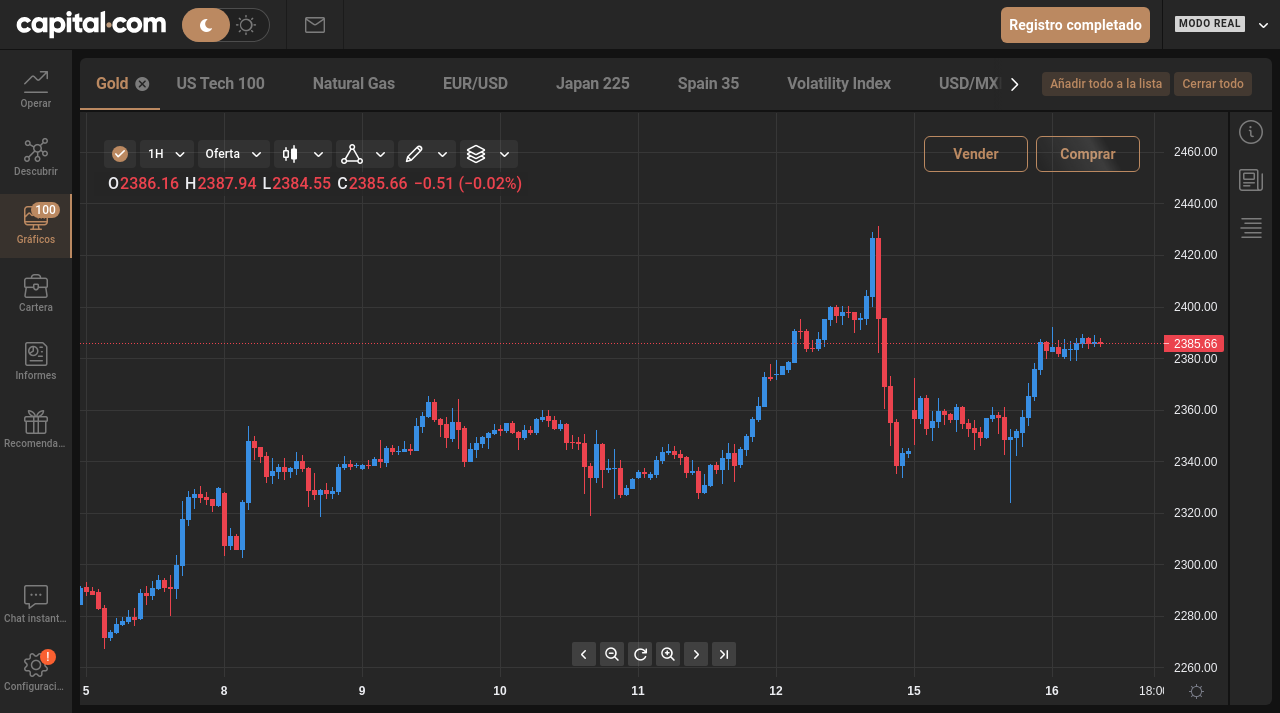 capital.com
Registro completado
MODO REAL
Gold
US Tech 100
Natural Gas
EUR/USD
Japan 225
Spain 35
Volatility Index
USD/MX
Añadir todo a la lista
Cerrar todo
Operar
Descubrir
100
Gráficos
Cartera
Informes
Recomenda...
Chat instant...
!
Configuraci...
1H
Oferta
Vender
Comprar
O2386.16 H2387.94 L2384.55 C2385.66 −0.51 (−0.02%)
2460.00
2440.00
2420.00
2400.00
2385.66
2380.00
2360.00
2340.00
2320.00
2300.00
2280.00
2260.00
5 8 9 10 11 12 15 16 18:00